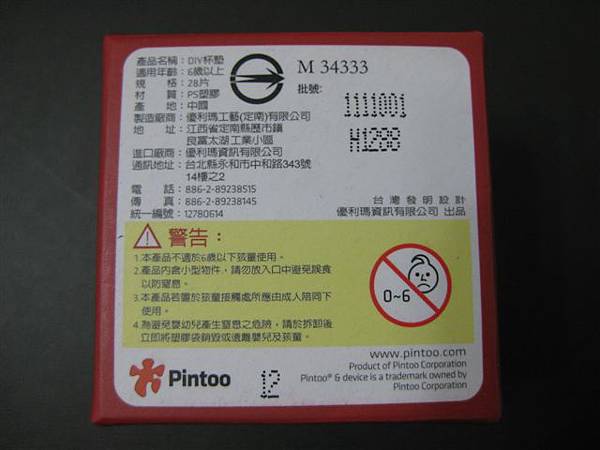 產品名稱：DIY杯墊
適用年齡：6歲以上
規　　格：28片
材　　質：PS塑膠
產　　地：中國
製造廠商：優利瑪工藝(定南)有限公司
地　　址：江西省定南縣歷市鎮
良富太湖工業小區
進口廠商：優利瑪資訊有限公司
通訊地址：台北縣永和市中和路343號
14樓之2
電　　話：886-2-89238515
傳　　真：886-2-89238145
統一編號：12780614
M 34333
批號:
1111001
H1288
台灣發明設計
優利瑪資訊有限公司 出品
警告：
1.本產品不適於6歲以下孩童使用。
2.產品內含小型物件，請勿放入口中避免誤食
以防窒息。
3.本產品若置於孩童接觸處所應由成人陪同下
使用。
4.為避免嬰幼兒產生窒息之危險，請於拆卸後
立即將塑膠袋銷毀或遠離嬰兒及孩童。
0~6
Pintoo
12
www.pintoo.com
Product of Pintoo Corporation
Pintoo® & device is a trademark owned by
Pintoo Corporation